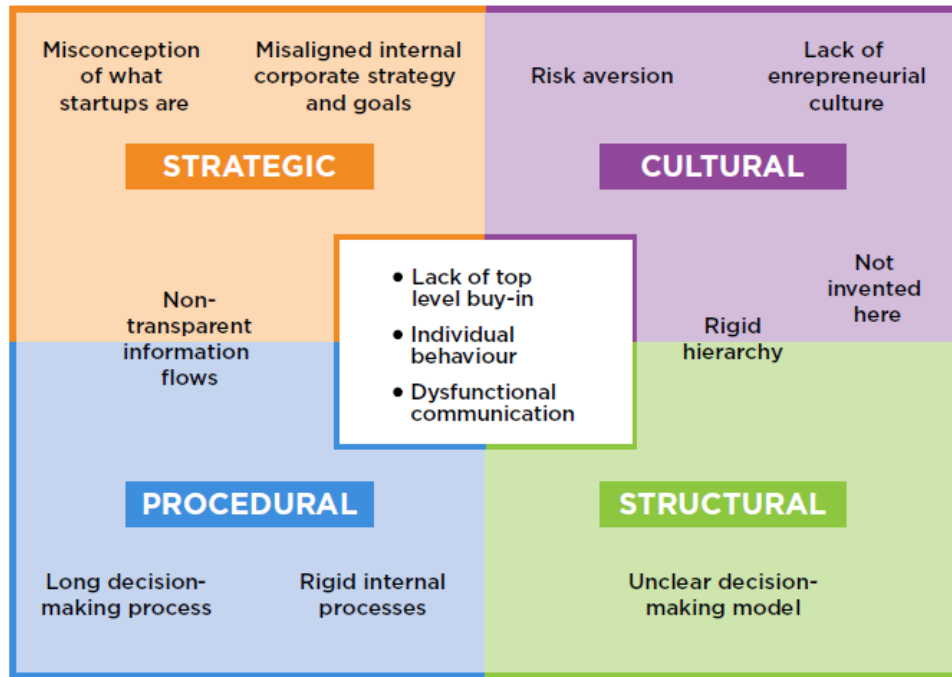 Misconception
of what
startups are
Misaligned internal
corporate strategy
and goals
STRATEGIC
Risk aversion
Lack of
enrepreneurial
culture
CULTURAL
Non-
transparent
information
flows
• Lack of top
level buy-in
• Individual
behaviour
• Dysfunctional
communication
Rigid
hierarchy
Not
invented
here
PROCEDURAL
Long decision-
making process
Rigid internal
processes
STRUCTURAL
Unclear decision-
making model